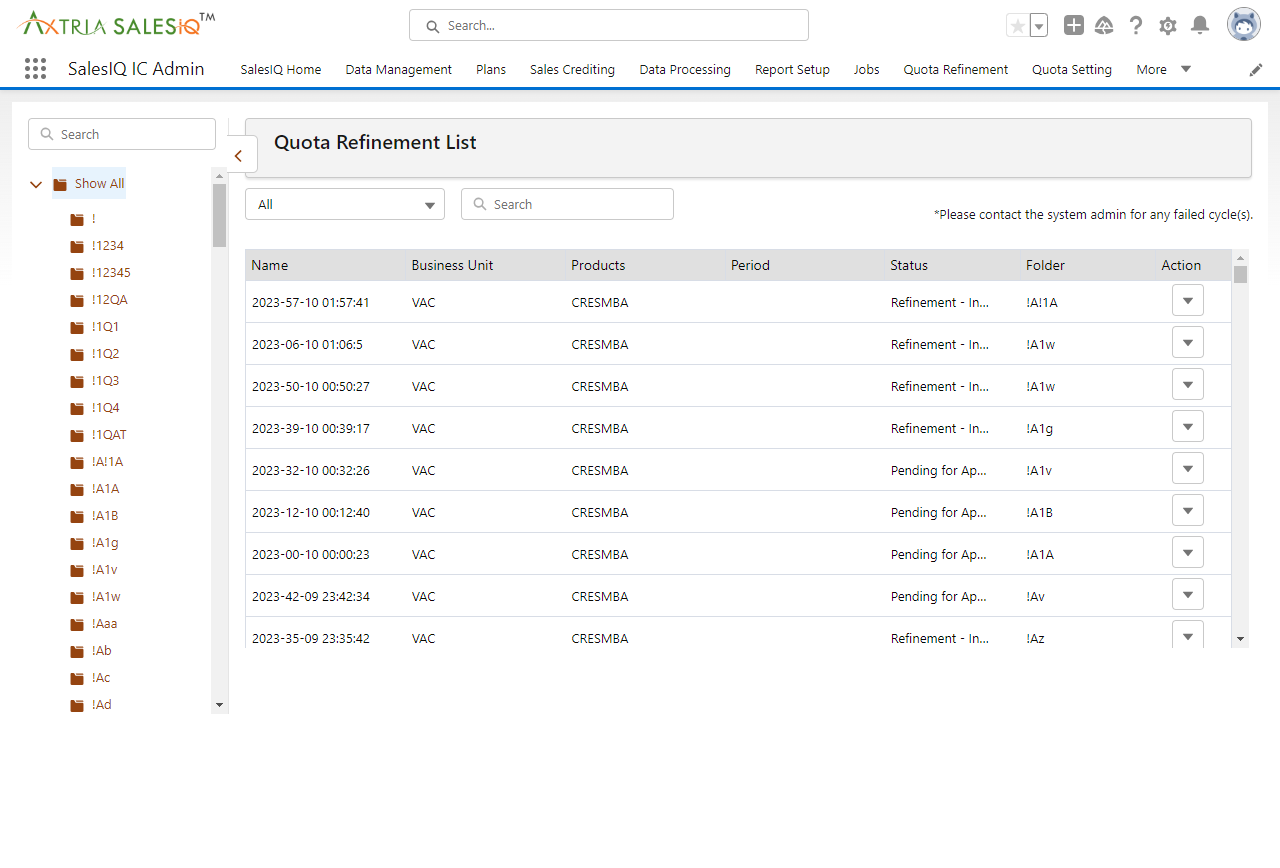 AXTRIA SALESIQ™
Search...
SalesIQ IC Admin
SalesIQ Home
Data Management
Plans
Sales Crediting
Data Processing
Report Setup
Jobs
Quota Refinement
Quota Setting
More
Search
Show All
!
!1234
!12345
!12QA
!1Q1
!1Q2
!1Q3
!1Q4
!1QAT
!A!1A
!A1A
!A1B
!A1g
!A1v
!A1w
!Aaa
!Ab
!Ac
!Ad
Quota Refinement List
All
Search
*Please contact the system admin for any failed cycle(s).
Name Business Unit Products Period Status Folder Action
2023-57-10 01:57:41 VAC CRESMBA Refinement - In... !A!1A
2023-06-10 01:06:5 VAC CRESMBA Refinement - In... !A1w
2023-50-10 00:50:27 VAC CRESMBA Refinement - In... !A1w
2023-39-10 00:39:17 VAC CRESMBA Refinement - In... !A1g
2023-32-10 00:32:26 VAC CRESMBA Pending for Ap... !A1v
2023-12-10 00:12:40 VAC CRESMBA Pending for Ap... !A1B
2023-00-10 00:00:23 VAC CRESMBA Pending for Ap... !A1A
2023-42-09 23:42:34 VAC CRESMBA Pending for Ap... !Av
2023-35-09 23:35:42 VAC CRESMBA Refinement - In... !Az